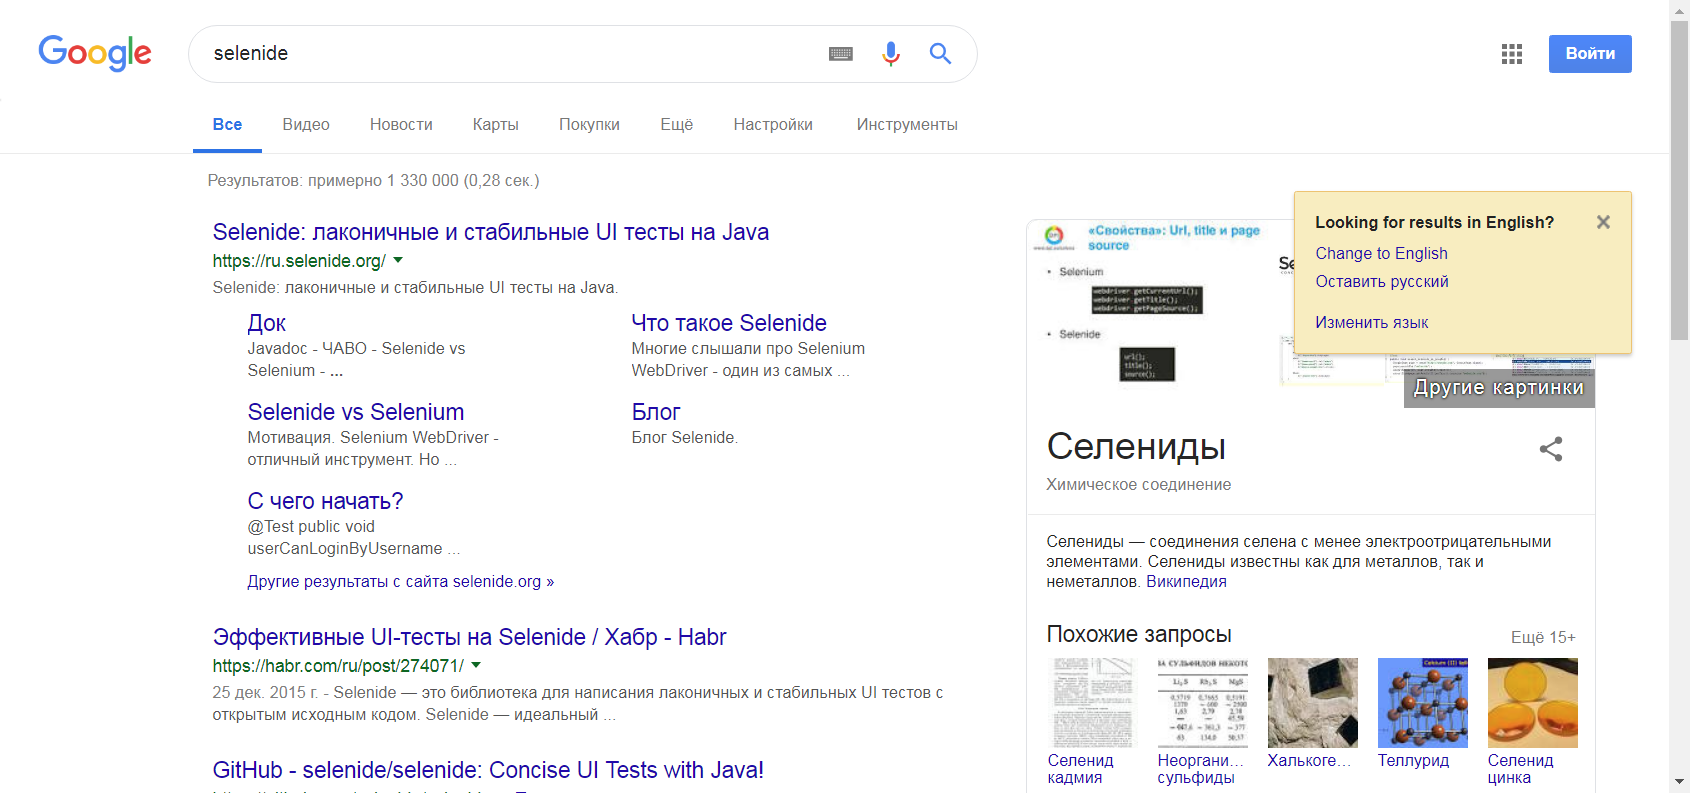 Google
selenide
Войти
Все
Видео
Новости
Карты
Покупки
Ещё
Настройки
Инструменты
Результатов: примерно 1 330 000 (0,28 сек.)
Selenide: лаконичные и стабильные UI тесты на Java
https://ru.selenide.org/
Selenide: лаконичные и стабильные UI тесты на Java.
Док
Javadoc - ЧАВО - Selenide vs
Selenium - ...
Что такое Selenide
Многие слышали про Selenium
WebDriver - один из самых ...
Selenide vs Selenium
Мотивация. Selenium WebDriver -
отличный инструмент. Но ...
Блог
Блог Selenide.
С чего начать?
@Test public void
userCanLoginByUsername ...
Другие результаты с сайта selenide.org »
Эффективные UI-тесты на Selenide / Хабр - Habr
https://habr.com/ru/post/274071/
25 дек. 2015 г. - Selenide — это библиотека для написания лаконичных и стабильных UI тестов с
открытым исходным кодом. Selenide — идеальный ...
GitHub - selenide/selenide: Concise UI Tests with Java!
«Свойства»: Url, title и page
source
• Selenium
webdriver.getCurrentUrl();
webdriver.getTitle();
webdriver.getPageSource();
• Selenide
url();
title();
source();
Looking for results in English?
Change to English
Оставить русский
Изменить язык
Другие картинки
Селениды
Химическое соединение
Селениды — соединения селена с менее электроотрицательными
элементами. Селениды известны как для металлов, так и
неметаллов. Википедия
Похожие запросы
Ещё 15+
Селенид
кадмия
Неоргани...
сульфиды
Халькоге...
Теллурид
Селенид
цинка